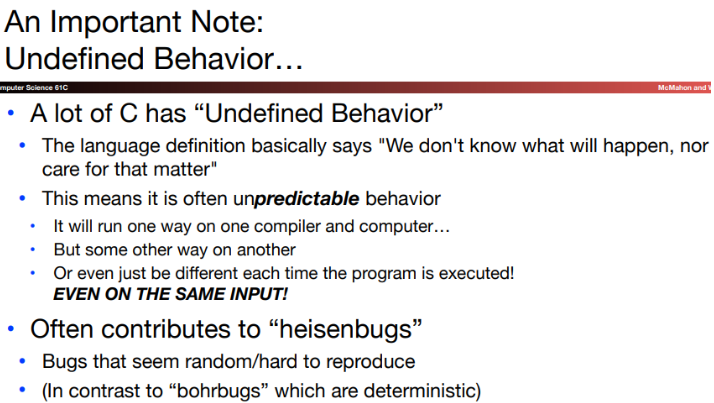 An Important Note:
Undefined Behavior…
mputer Science 61C
McMahon and W
• A lot of C has “Undefined Behavior”
• The language definition basically says "We don't know what will happen, nor
care for that matter"
• This means it is often unpredictable behavior
• It will run one way on one compiler and computer…
• But some other way on another
• Or even just be different each time the program is executed!
EVEN ON THE SAME INPUT!
• Often contributes to “heisenbugs”
• Bugs that seem random/hard to reproduce
• (In contrast to “bohrbugs” which are deterministic)